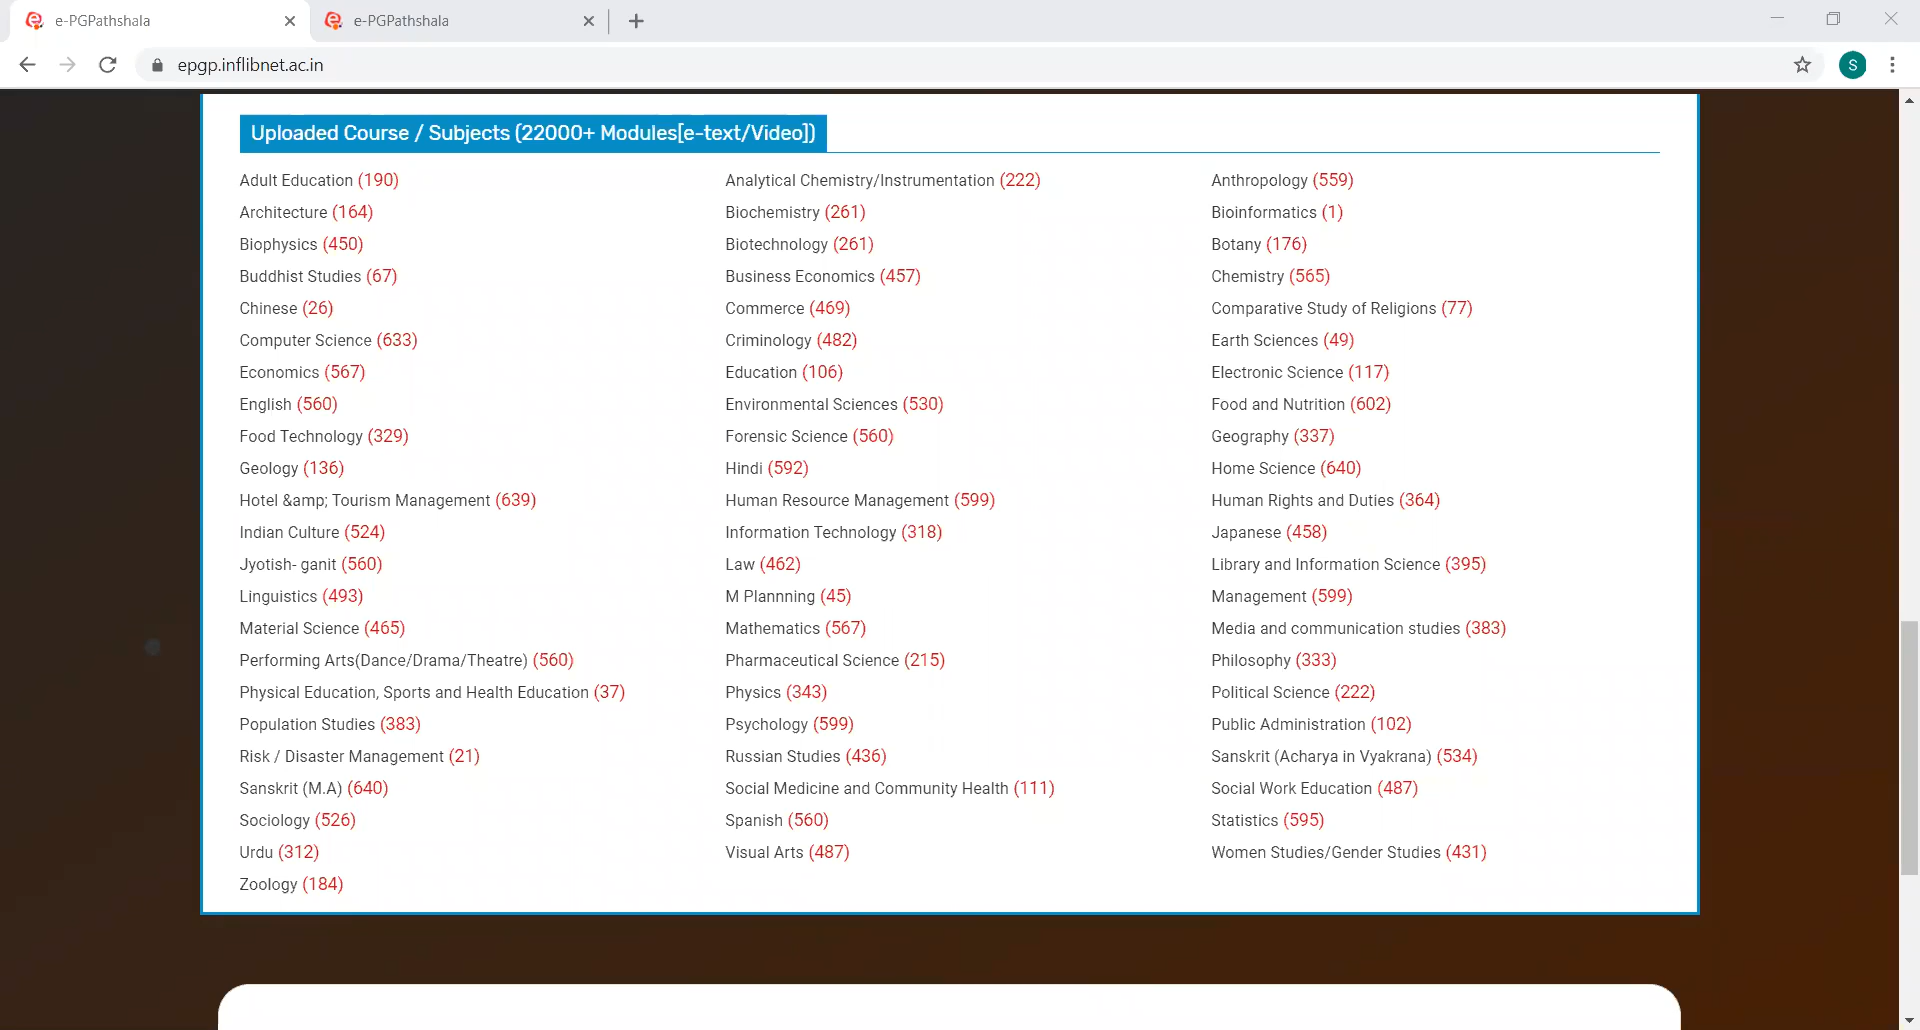 e-PGPathshala
e-PGPathshala
epgp.inflibnet.ac.in
S
Uploaded Course / Subjects (22000+ Modules[e-text/Video])
Adult Education (190) Analytical Chemistry/Instrumentation (222) Anthropology (559)
Architecture (164) Biochemistry (261) Bioinformatics (1)
Biophysics (450) Biotechnology (261) Botany (176)
Buddhist Studies (67) Business Economics (457) Chemistry (565)
Chinese (26) Commerce (469) Comparative Study of Religions (77)
Computer Science (633) Criminology (482) Earth Sciences (49)
Economics (567) Education (106) Electronic Science (117)
English (560) Environmental Sciences (530) Food and Nutrition (602)
Food Technology (329) Forensic Science (560) Geography (337)
Geology (136) Hindi (592) Home Science (640)
Hotel &amp; Tourism Management (639) Human Resource Management (599) Human Rights and Duties (364)
Indian Culture (524) Information Technology (318) Japanese (458)
Jyotish- ganit (560) Law (462) Library and Information Science (395)
Linguistics (493) M Plannning (45) Management (599)
Material Science (465) Mathematics (567) Media and communication studies (383)
Performing Arts(Dance/Drama/Theatre) (560) Pharmaceutical Science (215) Philosophy (333)
Physical Education, Sports and Health Education (37) Physics (343) Political Science (222)
Population Studies (383) Psychology (599) Public Administration (102)
Risk / Disaster Management (21) Russian Studies (436) Sanskrit (Acharya in Vyakrana) (534)
Sanskrit (M.A) (640) Social Medicine and Community Health (111) Social Work Education (487)
Sociology (526) Spanish (560) Statistics (595)
Urdu (312) Visual Arts (487) Women Studies/Gender Studies (431)
Zoology (184)